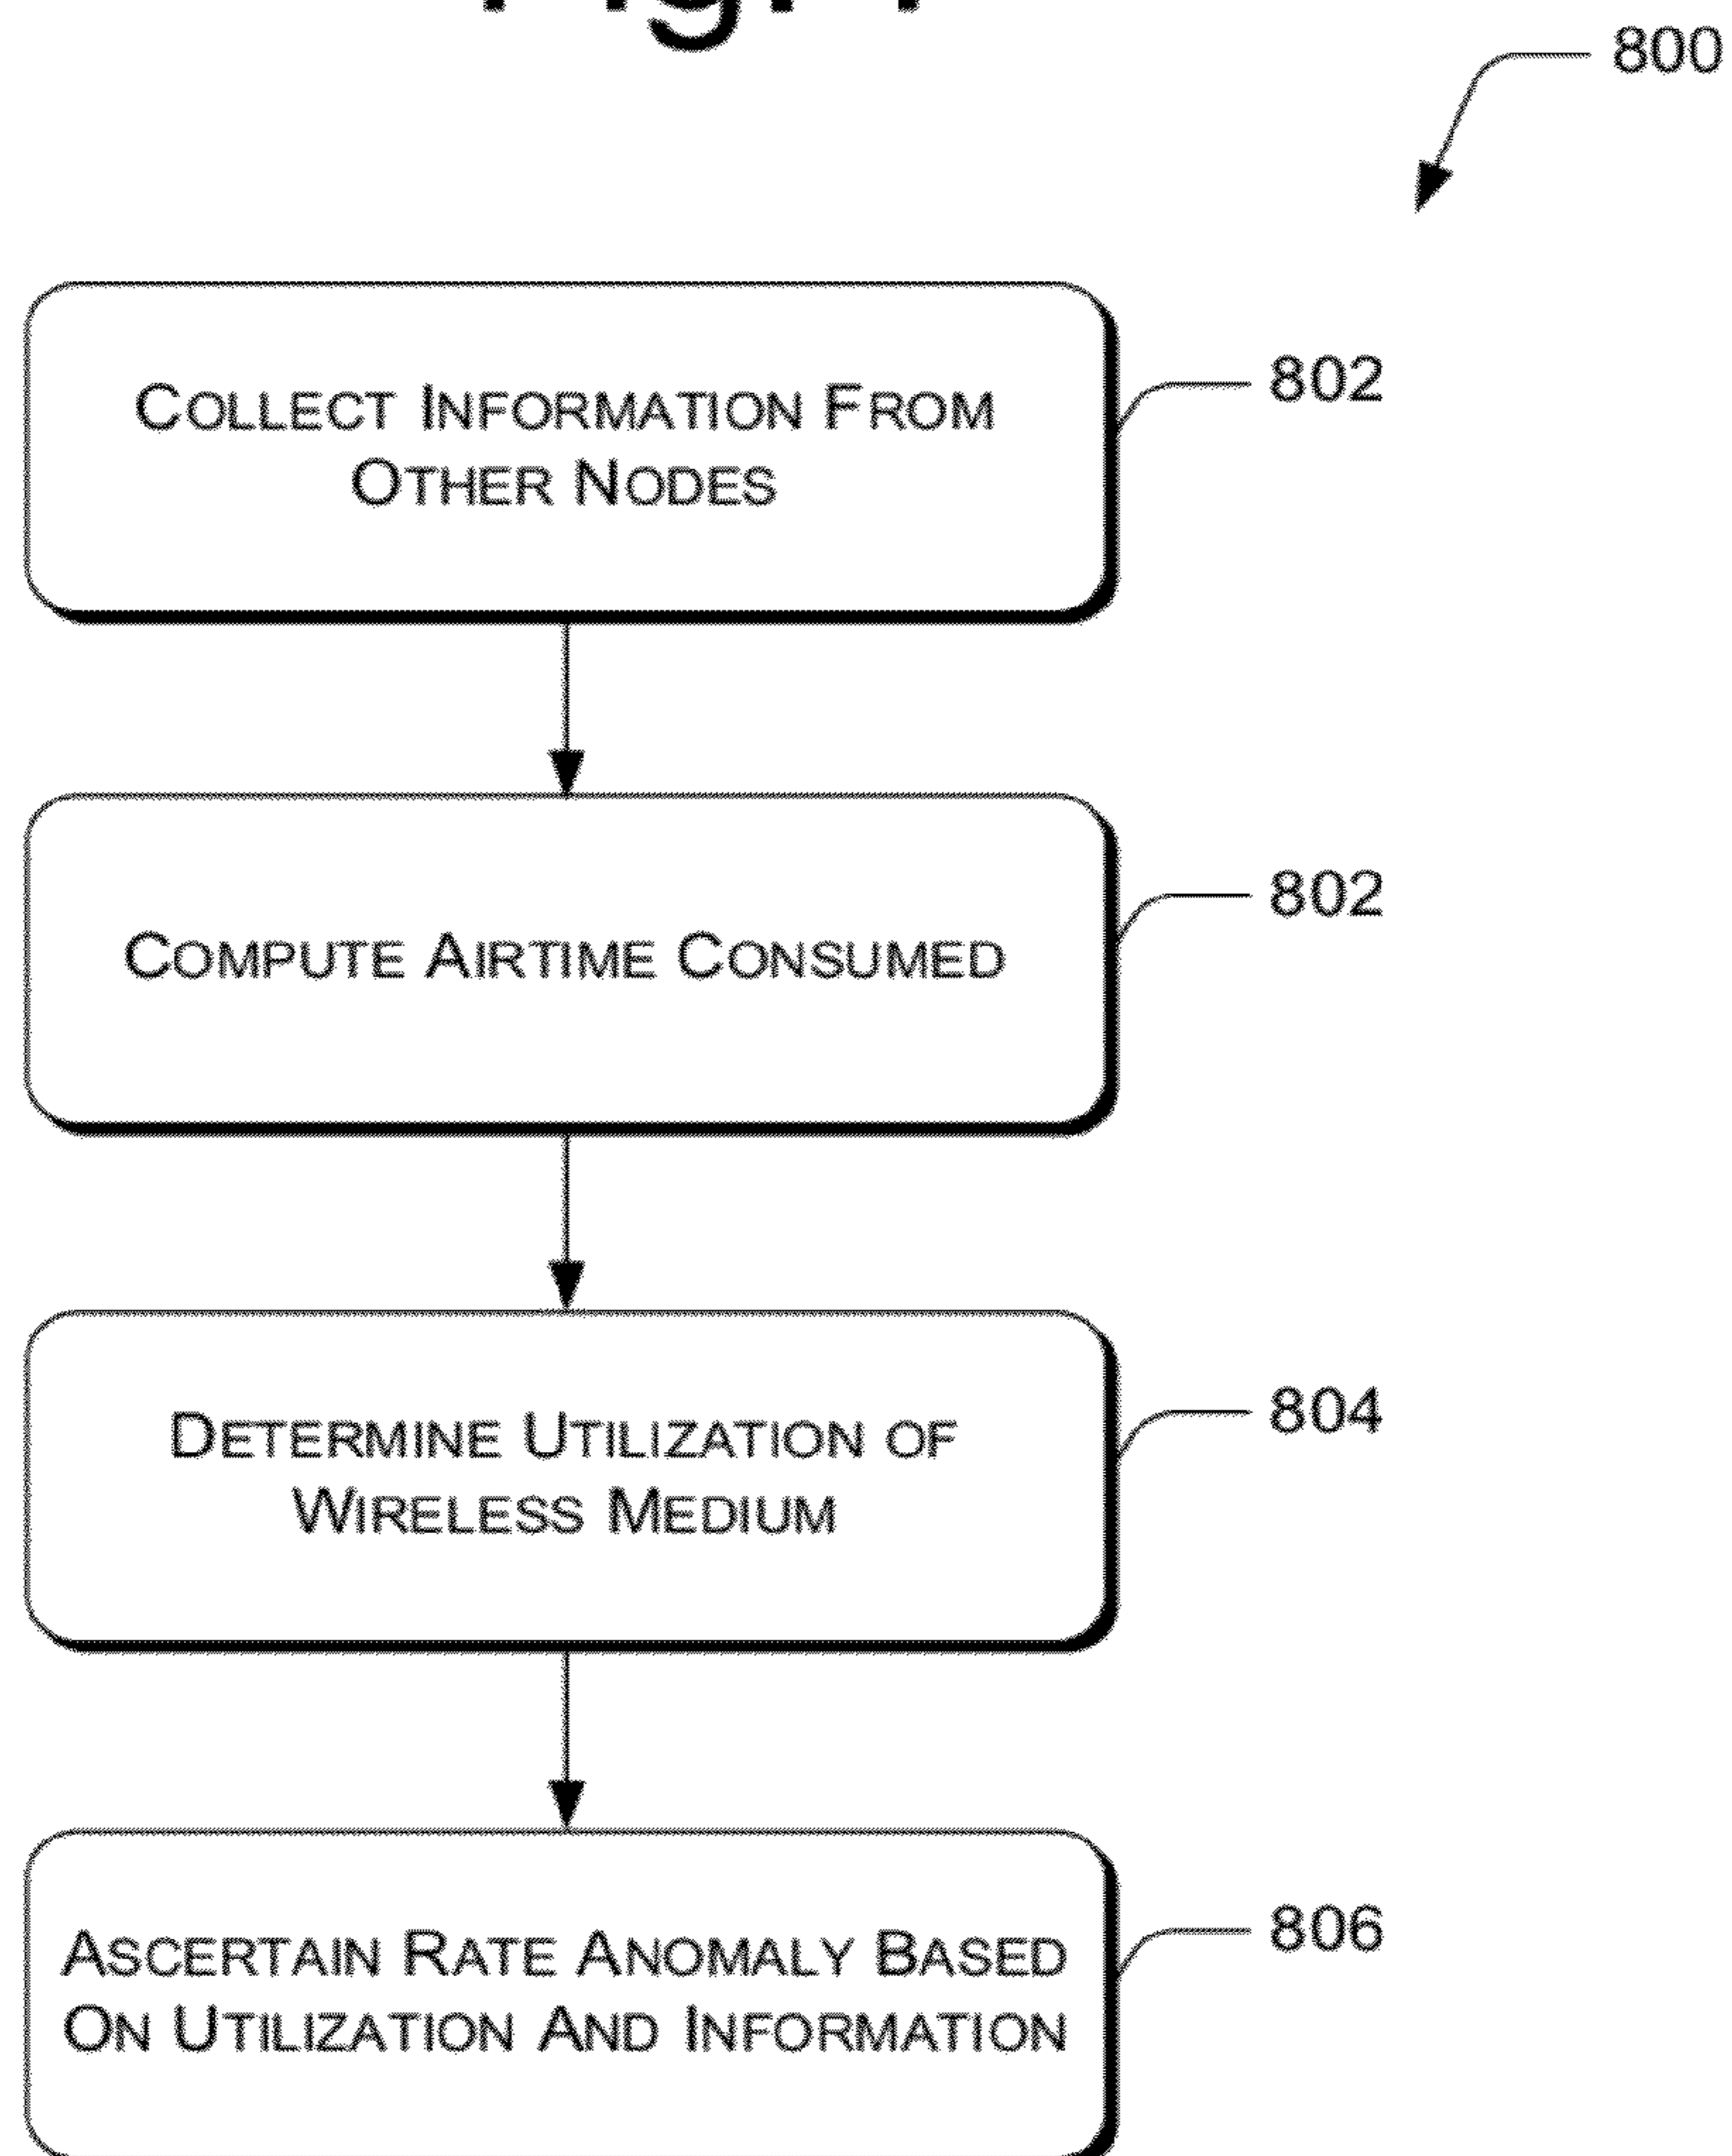 800
COLLECT INFORMATION FROM
OTHER NODES
802
COMPUTE AIRTIME CONSUMED
802
DETERMINE UTILIZATION OF
WIRELESS MEDIUM
804
ASCERTAIN RATE ANOMALY BASED
ON UTILIZATION AND INFORMATION
806